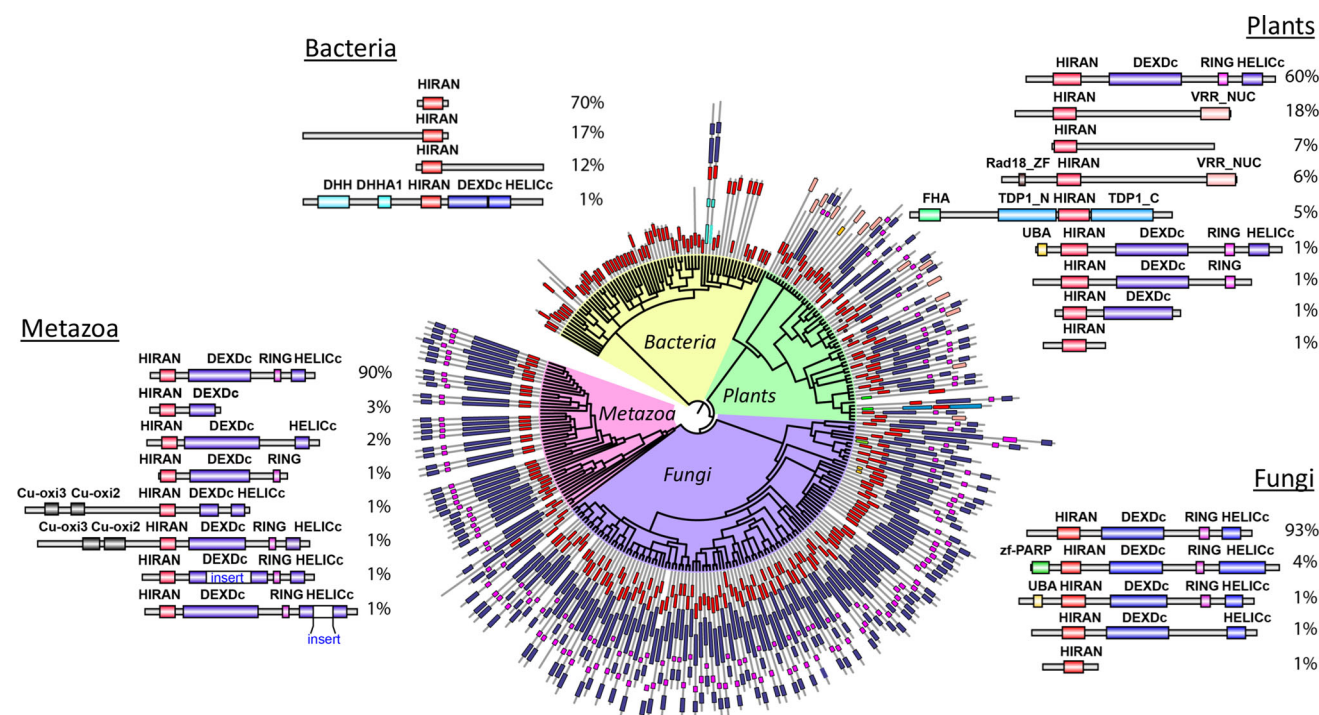 Bacteria
HIRAN
70%
HIRAN
17%
HIRAN
12%
DHH DHHA1 HIRAN DEXDc HELICc
1%
Plants
HIRAN DEXDc RING HELICc
60%
HIRAN VRR_NUC
18%
HIRAN
7%
Rad18_ZF HIRAN VRR_NUC
6%
FHA TDP1_N HIRAN TDP1_C
5%
UBA HIRAN DEXDc RING HELICc
1%
HIRAN DEXDc RING
1%
HIRAN DEXDc
1%
HIRAN
1%
Metazoa
HIRAN DEXDc RING HELICc
90%
HIRAN DEXDc
3%
HIRAN DEXDc HELICc
2%
HIRAN DEXDc RING
1%
Cu-oxi3 Cu-oxi2 HIRAN DEXDc HELICc
1%
Cu-oxi3 Cu-oxi2 HIRAN DEXDc RING HELICc
1%
HIRAN DEXDc RING HELICc
insert
1%
HIRAN DEXDc RING HELICc
1%
insert
Bacteria
Plants
Metazoa
Fungi
Fungi
HIRAN DEXDc RING HELICc
93%
zf-PARP HIRAN DEXDc RING HELICc
4%
UBA HIRAN DEXDc RING HELICc
1%
HIRAN DEXDc HELICc
1%
HIRAN
1%